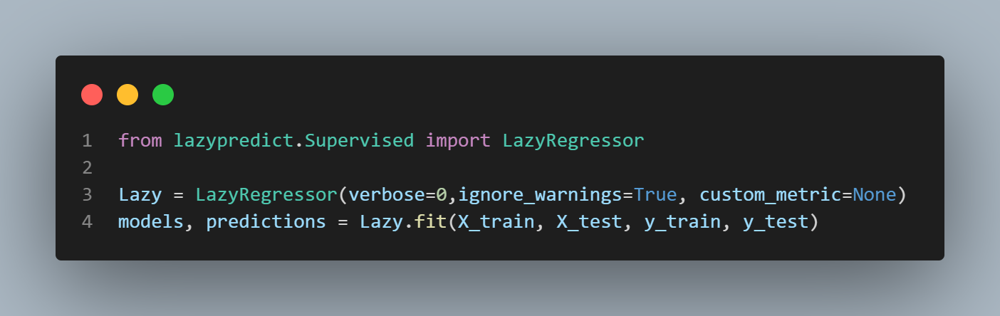 1 from lazypredict.Supervised import LazyRegressor
2
3 Lazy = LazyRegressor(verbose=0,ignore_warnings=True, custom_metric=None)
4 models, predictions = Lazy.fit(X_train, X_test, y_train, y_test)